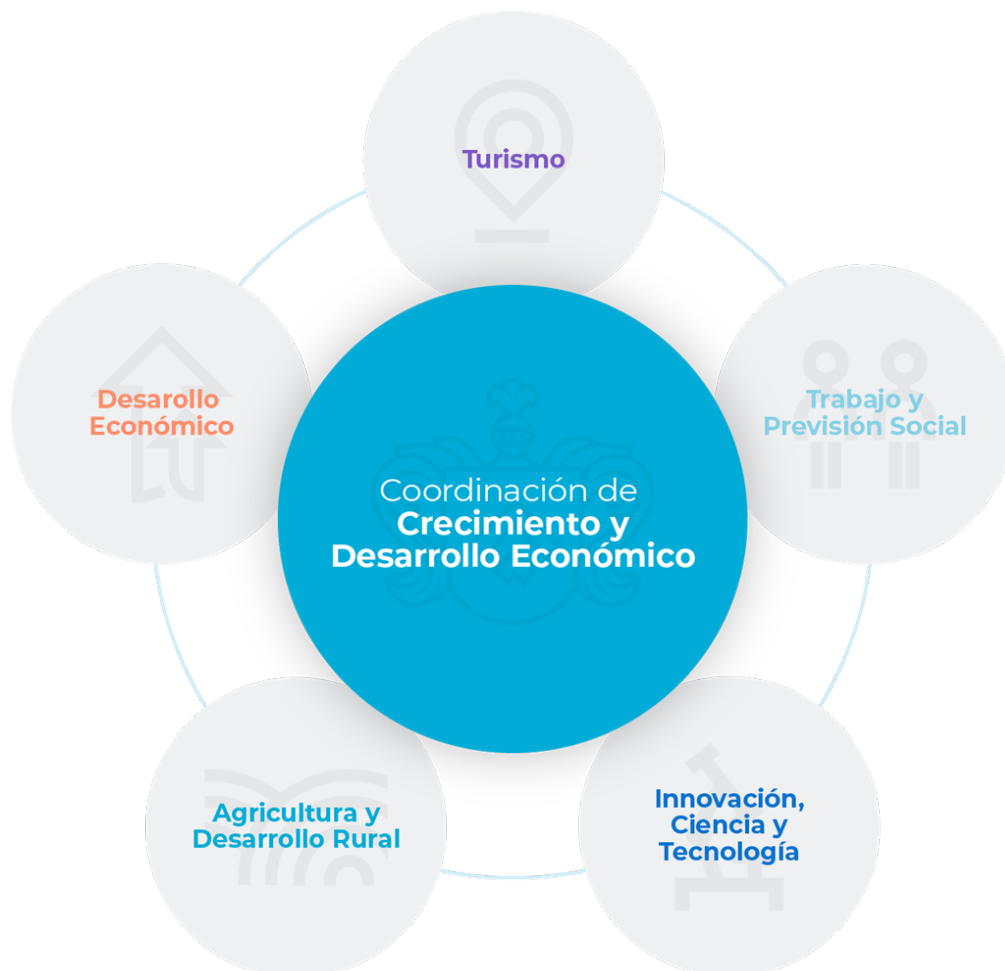 Turismo
Desarollo
Económico
Trabajo y
Previsión Social
Coordinación de
Crecimiento y
Desarrollo Económico
Agricultura y
Desarrollo Rural
Innovación,
Ciencia y
Tecnología